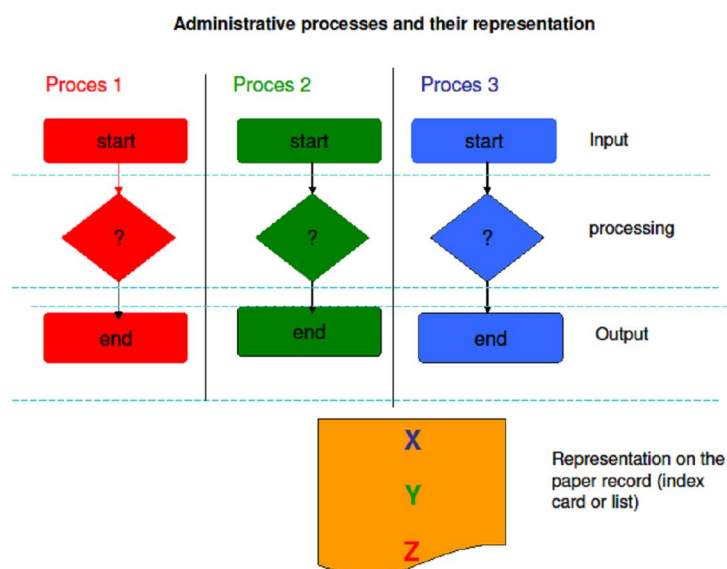 Administrative processes and their representation
Proces 1
Proces 2
Proces 3
start
start
start
Input
?
?
?
processing
end
end
end
Output
X
Y
Z
Representation on the
paper record (index
card or list)